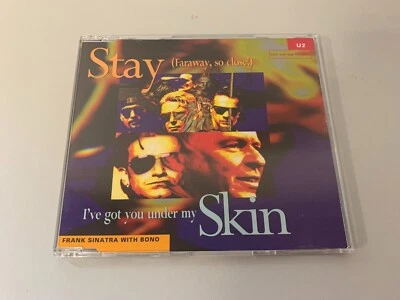 Stay (Faraway, so close!)
U2
I've got you under my Skin
FRANK SINATRA WITH BONO